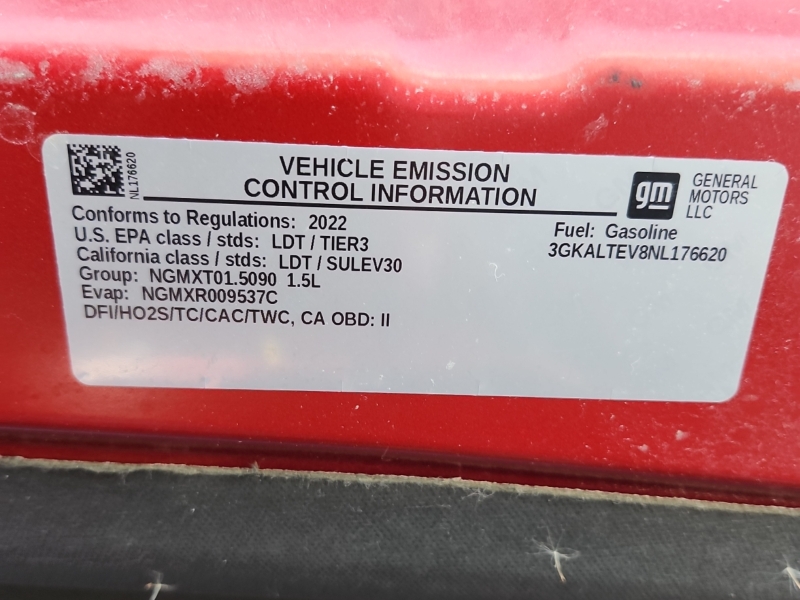 NL176620
VEHICLE EMISSION
CONTROL INFORMATION
gm
GENERAL
MOTORS
LLC
Conforms to Regulations: 2022
U.S. EPA class / stds: LDT / TIER3
California class / stds: LDT / SULEV30
Group: NGMXT01.5090 1.5L
Evap: NGMXR009537C
DFI/HO2S/TC/CAC/TWC, CA OBD: II
Fuel: Gasoline
3GKALTEV8NL176620